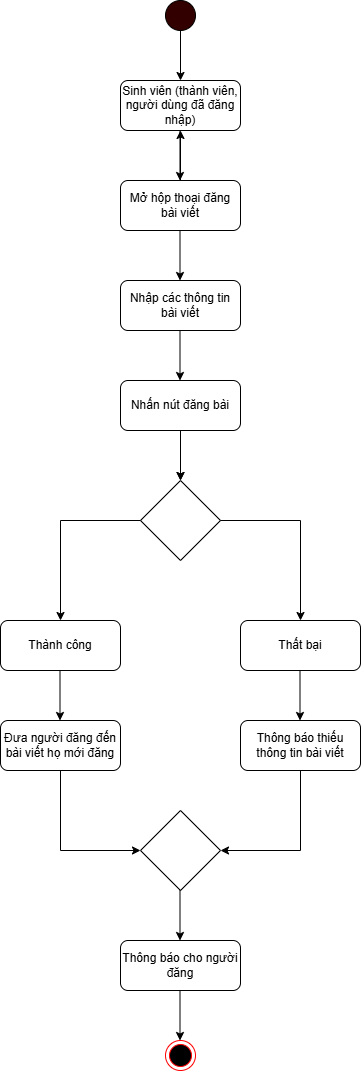 Sinh viên (thành viên,
người dùng đã đăng
nhập)
Mở hộp thoại đăng
bài viết
Nhập các thông tin
bài viết
Nhấn nút đăng bài
Thành công
Thất bại
Đưa người đăng đến
bài viết họ mới đăng
Thông báo thiếu
thông tin bài viết
Thông báo cho người
đăng